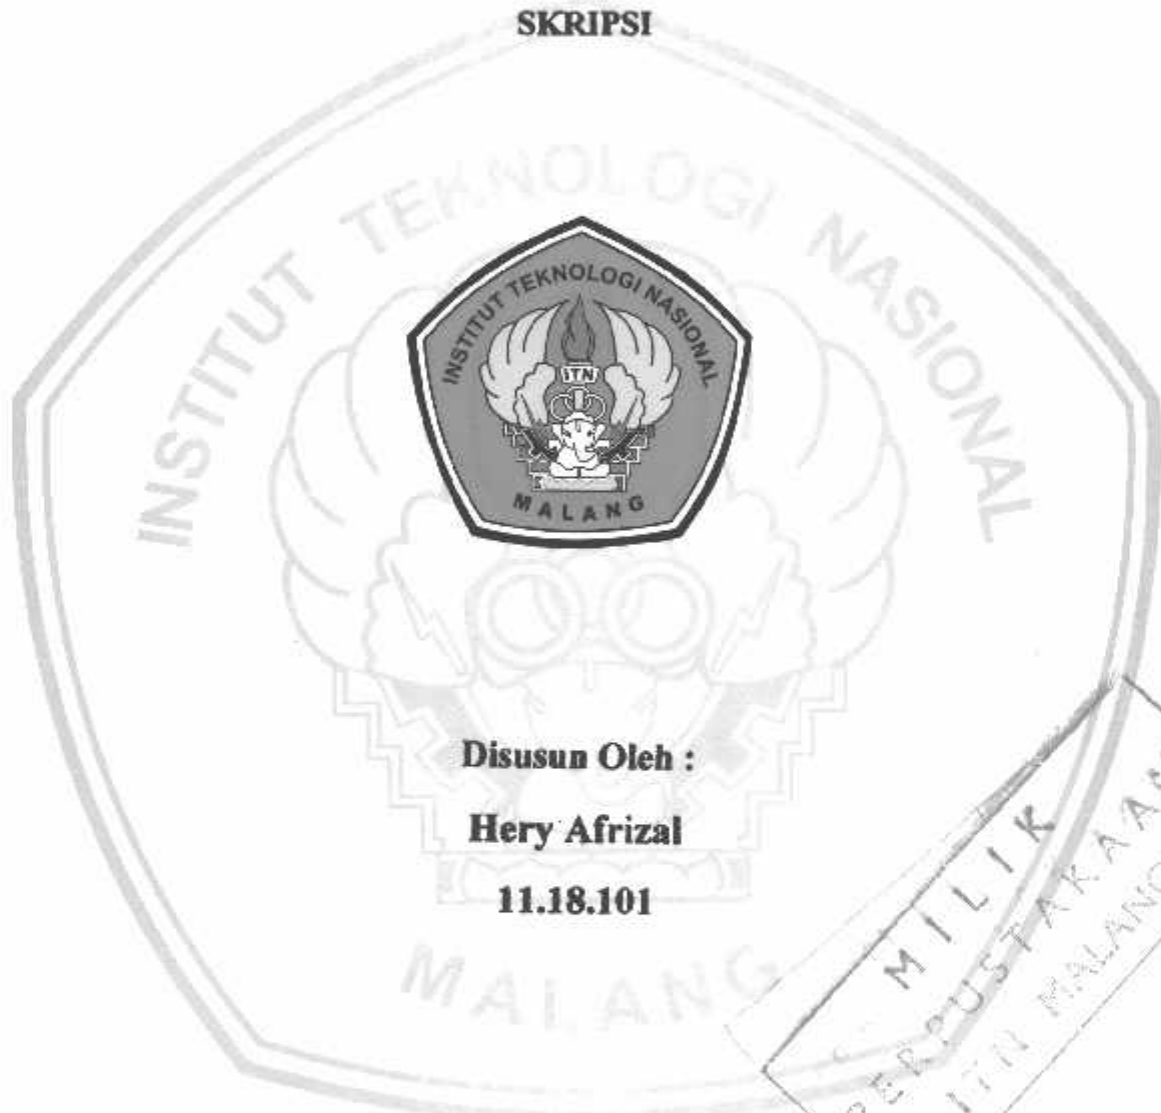 SKRIPSI
INSTITUT TEKNOLOGI NASIONAL
INSTITUT TEKNOLOGI NASIONAL
ITN
MALANG
Disusun Oleh :
Hery Afrizal
11.18.101
MALANG
MILIK
PERPUSTAKAAN
ITN MALANG